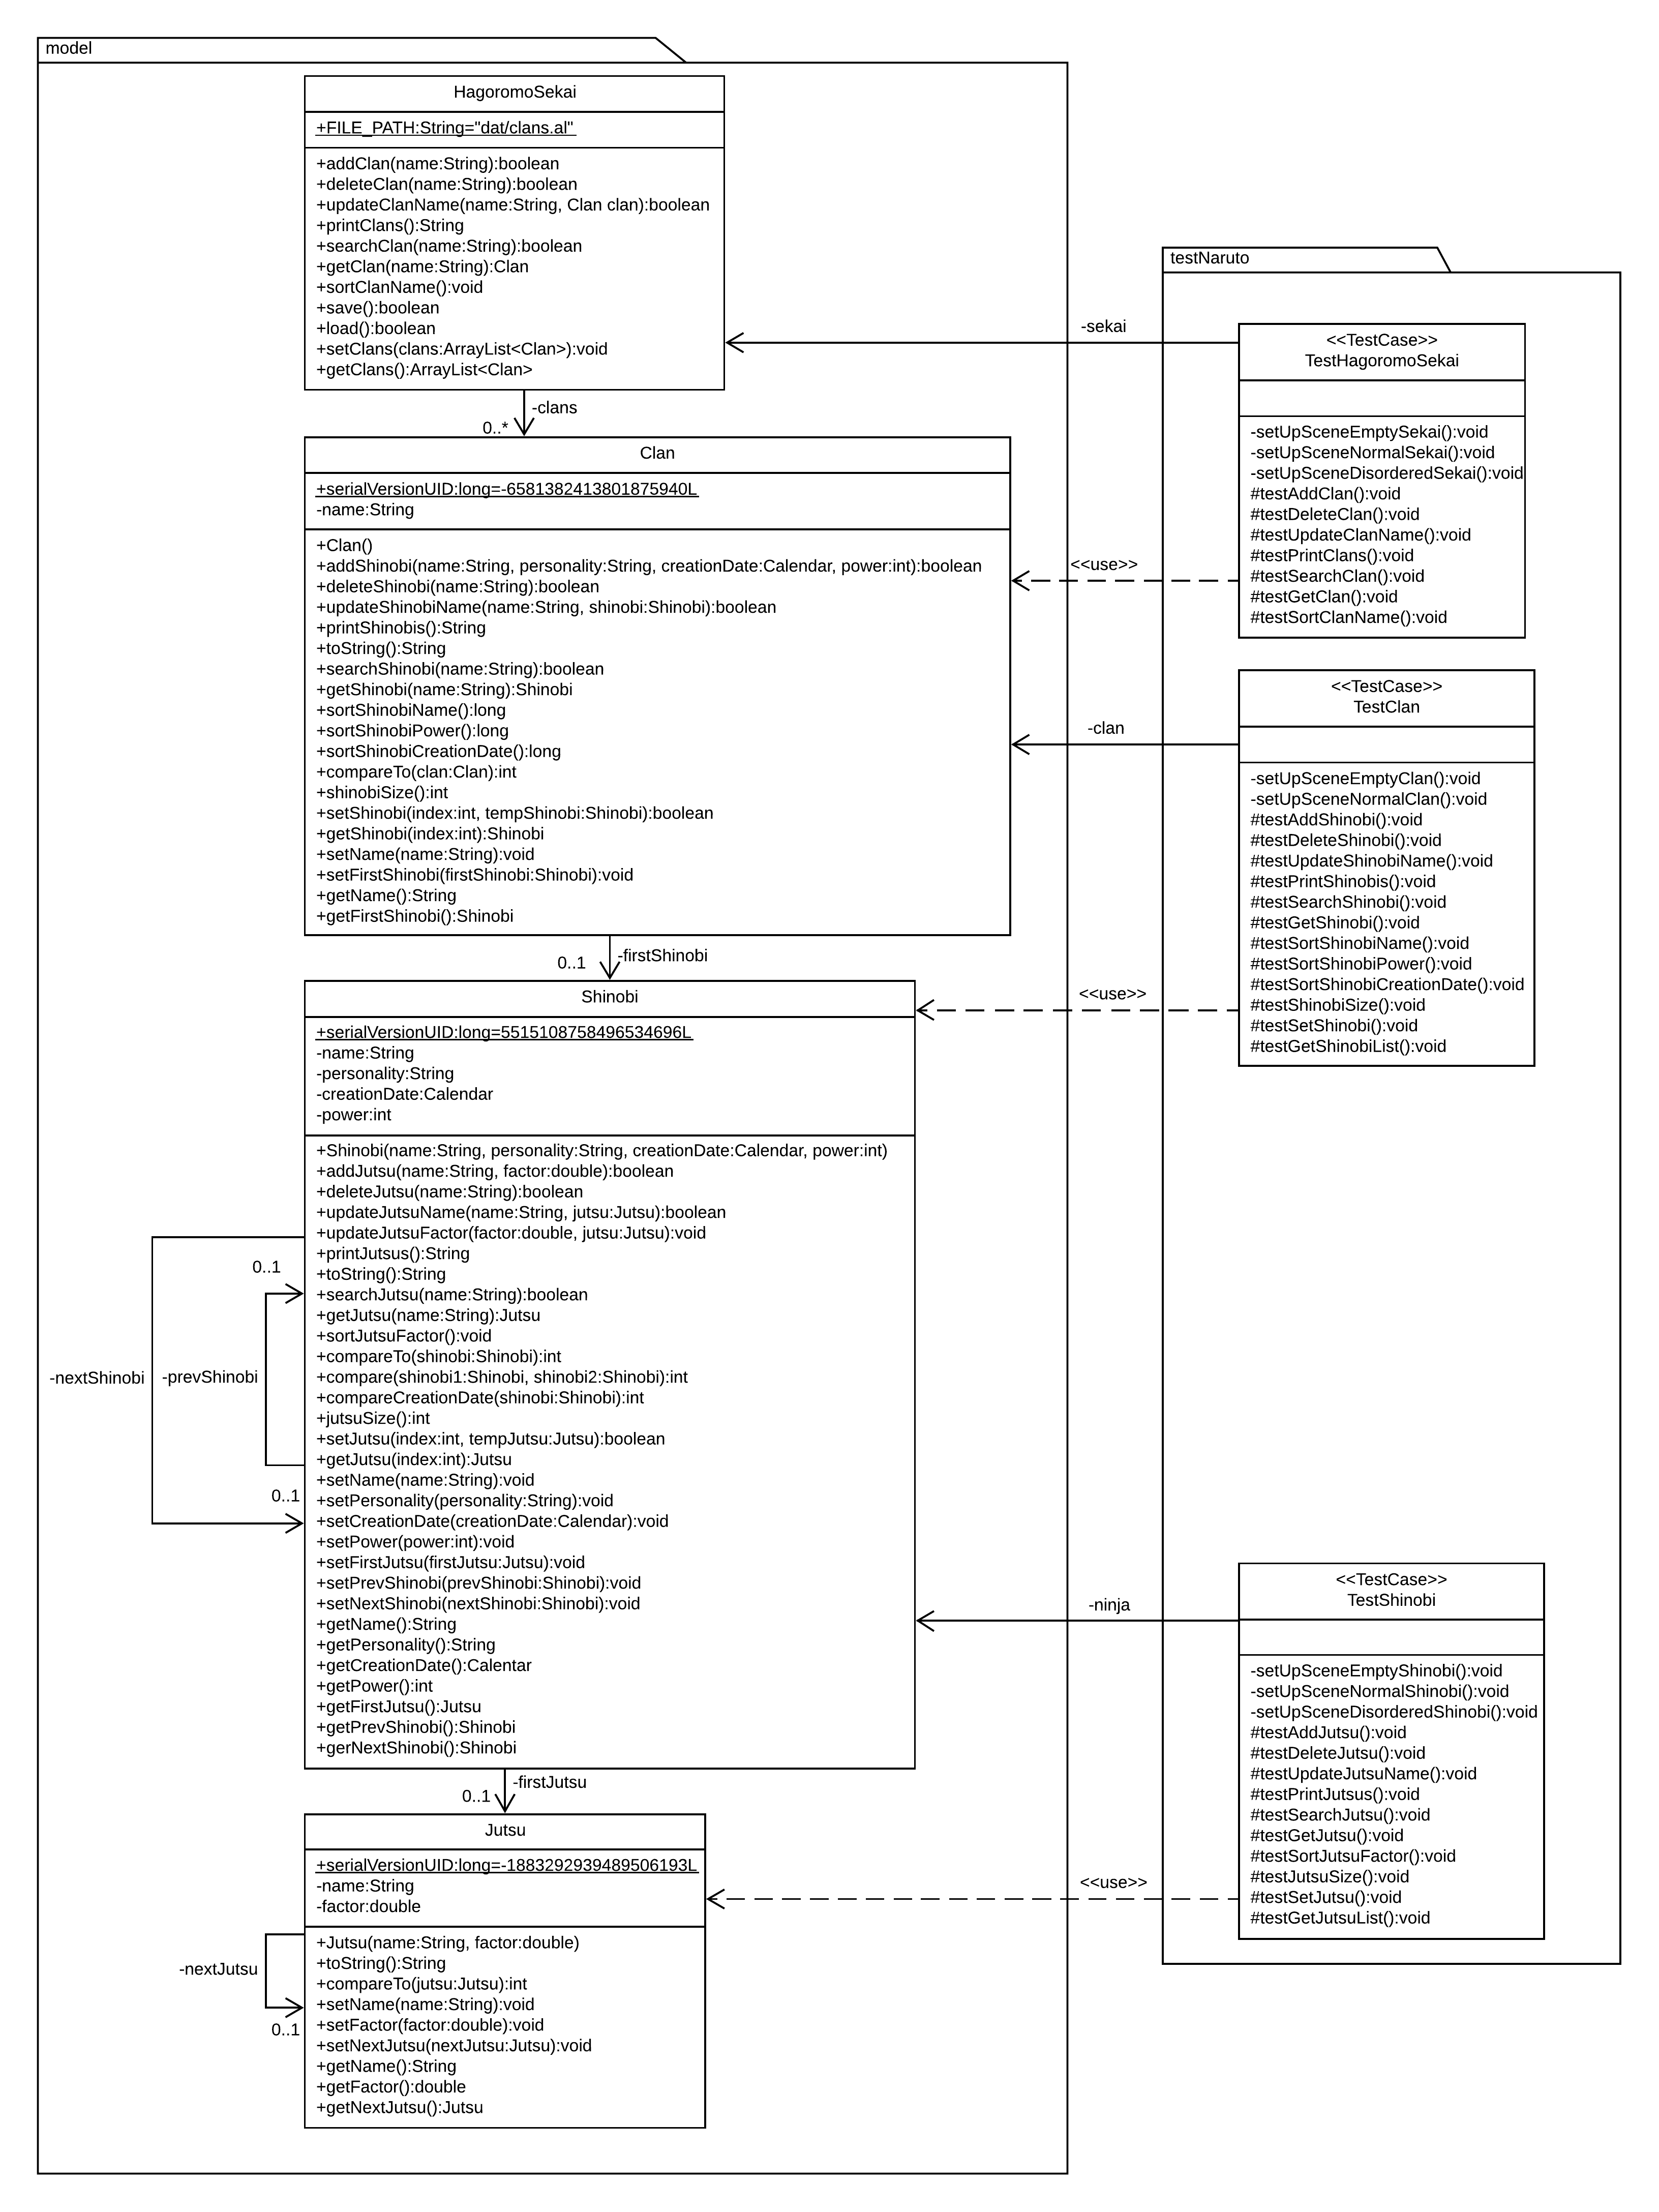 model
HagoromoSekai
+FILE_PATH:String="dat/clans.al"
+addClan(name:String):boolean
+deleteClan(name:String):boolean
+updateClanName(name:String, Clan clan):boolean
+printClans():String
+searchClan(name:String):boolean
+getClan(name:String):Clan
+sortClanName():void
+save():boolean
+load():boolean
+setClans(clans:ArrayList<Clan>):void
+getClans():ArrayList<Clan>
-clans
0..*
Clan
+serialVersionUID:long=-6581382413801875940L
-name:String
+Clan()
+addShinobi(name:String, personality:String, creationDate:Calendar, power:int):boolean
+deleteShinobi(name:String):boolean
+updateShinobiName(name:String, shinobi:Shinobi):boolean
+printShinobis():String
+toString():String
+searchShinobi(name:String):boolean
+getShinobi(name:String):Shinobi
+sortShinobiName():long
+sortShinobiPower():long
+sortShinobiCreationDate():long
+compareTo(clan:Clan):int
+shinobiSize():int
+setShinobi(index:int, tempShinobi:Shinobi):boolean
+getShinobi(index:int):Shinobi
+setName(name:String):void
+setFirstShinobi(firstShinobi:Shinobi):void
+getName():String
+getFirstShinobi():Shinobi
-firstShinobi
0..1
Shinobi
+serialVersionUID:long=5515108758496534696L
-name:String
-personality:String
-creationDate:Calendar
-power:int
+Shinobi(name:String, personality:String, creationDate:Calendar, power:int)
+addJutsu(name:String, factor:double):boolean
+deleteJutsu(name:String):boolean
+updateJutsuName(name:String, jutsu:Jutsu):boolean
+updateJutsuFactor(factor:double, jutsu:Jutsu):void
+printJutsus():String
+toString():String
+searchJutsu(name:String):boolean
+getJutsu(name:String):Jutsu
+sortJutsuFactor():void
+compareTo(shinobi:Shinobi):int
+compare(shinobi1:Shinobi, shinobi2:Shinobi):int
+compareCreationDate(shinobi:Shinobi):int
+jutsuSize():int
+setJutsu(index:int, tempJutsu:Jutsu):boolean
+getJutsu(index:int):Jutsu
+setName(name:String):void
+setPersonality(personality:String):void
+setCreationDate(creationDate:Calendar):void
+setPower(power:int):void
+setFirstJutsu(firstJutsu:Jutsu):void
+setPrevShinobi(prevShinobi:Shinobi):void
+setNextShinobi(nextShinobi:Shinobi):void
+getName():String
+getPersonality():String
+getCreationDate():Calentar
+getPower():int
+getFirstJutsu():Jutsu
+getPrevShinobi():Shinobi
+gerNextShinobi():Shinobi
0..1
-nextShinobi
-prevShinobi
0..1
-firstJutsu
0..1
Jutsu
+serialVersionUID:long=-1883292939489506193L
-name:String
-factor:double
+Jutsu(name:String, factor:double)
+toString():String
+compareTo(jutsu:Jutsu):int
+setName(name:String):void
+setFactor(factor:double):void
+setNextJutsu(nextJutsu:Jutsu):void
+getName():String
+getFactor():double
+getNextJutsu():Jutsu
-nextJutsu
0..1
testNaruto
-sekai
<<TestCase>>
TestHagoromoSekai
-setUpSceneEmptySekai():void
-setUpSceneNormalSekai():void
-setUpSceneDisorderedSekai():void
#testAddClan():void
#testDeleteClan():void
#testUpdateClanName():void
#testPrintClans():void
#testSearchClan():void
#testGetClan():void
#testSortClanName():void
<<use>>
<<TestCase>>
TestClan
-setUpSceneEmptyClan():void
-setUpSceneNormalClan():void
#testAddShinobi():void
#testDeleteShinobi():void
#testUpdateShinobiName():void
#testPrintShinobis():void
#testSearchShinobi():void
#testGetShinobi():void
#testSortShinobiName():void
#testSortShinobiPower():void
#testSortShinobiCreationDate():void
#testShinobiSize():void
#testSetShinobi():void
#testGetShinobiList():void
-clan
<<use>>
<<TestCase>>
TestShinobi
-setUpSceneEmptyShinobi():void
-setUpSceneNormalShinobi():void
-setUpSceneDisorderedShinobi():void
#testAddJutsu():void
#testDeleteJutsu():void
#testUpdateJutsuName():void
#testPrintJutsus():void
#testSearchJutsu():void
#testGetJutsu():void
#testSortJutsuFactor():void
#testJutsuSize():void
#testSetJutsu():void
#testGetJutsuList():void
-ninja
<<use>>